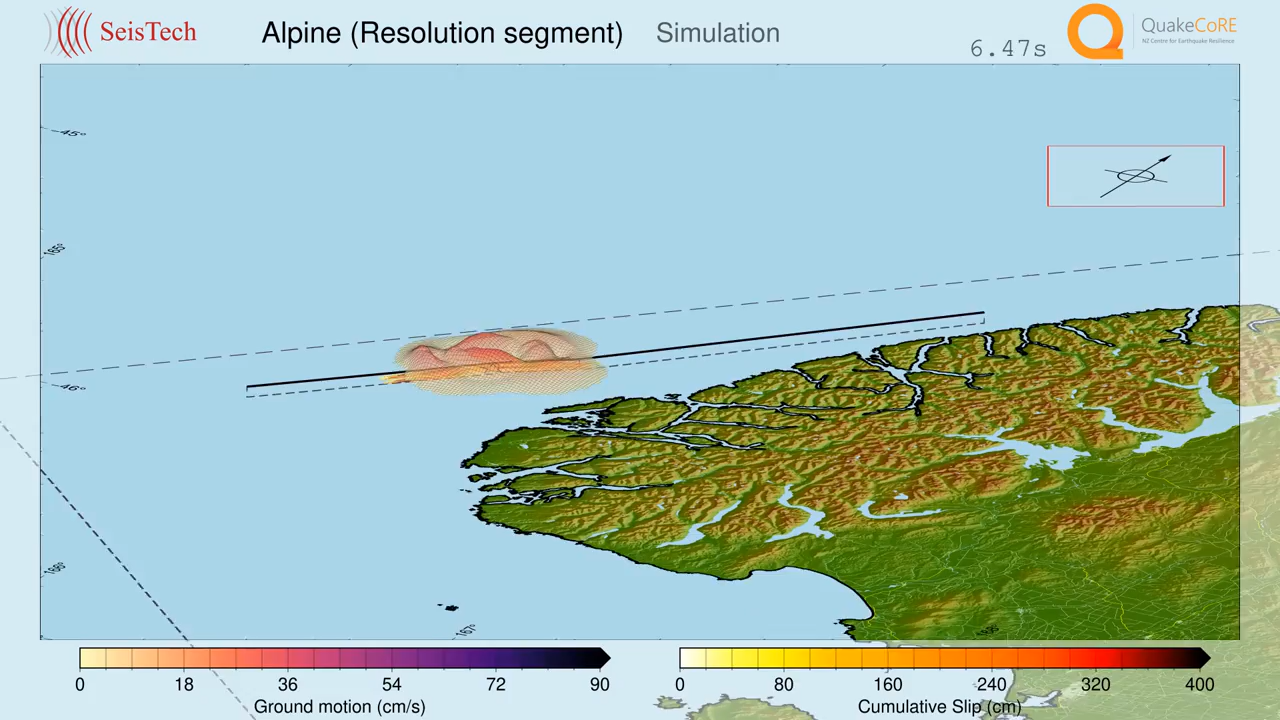 SeisTech
Alpine (Resolution segment) Simulation
6.47s
QuakeCoRE
NZ Centre for Earthquake Resilience
-45°
-46°
167°
0 18 36 54 72 90
Ground motion (cm/s)
0 80 160 240 320 400
Cumulative Slip (cm)